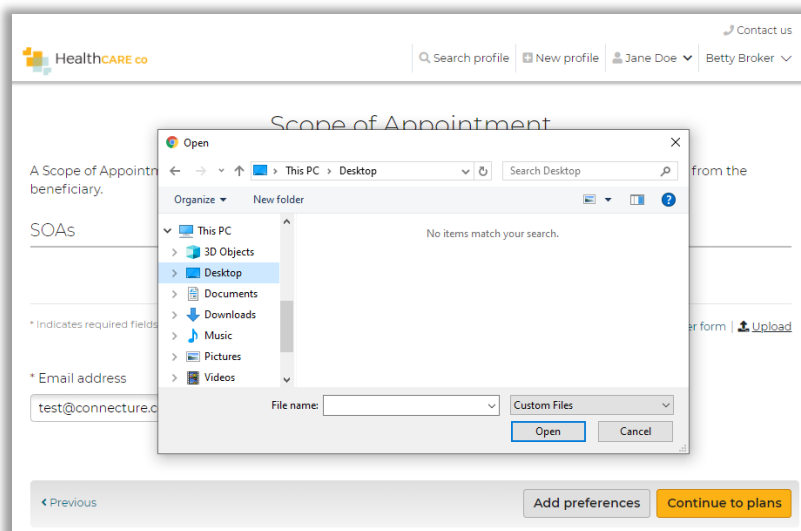 Contact us
HealthCARE co
Search profile New profile Jane Doe Betty Broker
Scope of Appointment
A Scope of Appointm from the
beneficiary.
SOAs
* Indicates required fields er form | Upload
* Email address
test@connecture.c
Open
This PC > Desktop
Search Desktop
Organize New folder
This PC
3D Objects
Desktop
Documents
Downloads
Music
Pictures
Videos
No items match your search.
File name:
Custom Files
Open Cancel
Previous
Add preferences Continue to plans